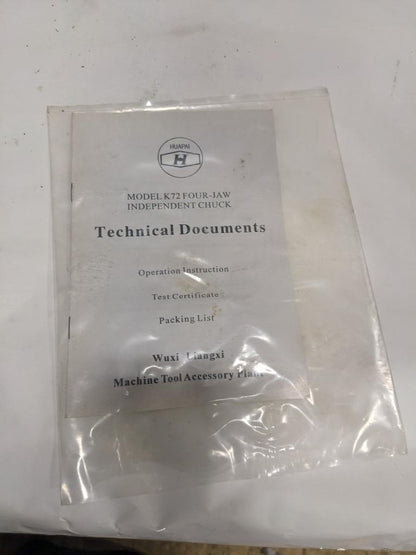 HUAPAI
H
MODEL K72 FOUR-JAW
INDEPENDENT CHUCK
Technical Documents
Operation Instruction
Test Certificate
Packing List
Wuxi Liangxi
Machine Tool Accessory Plant